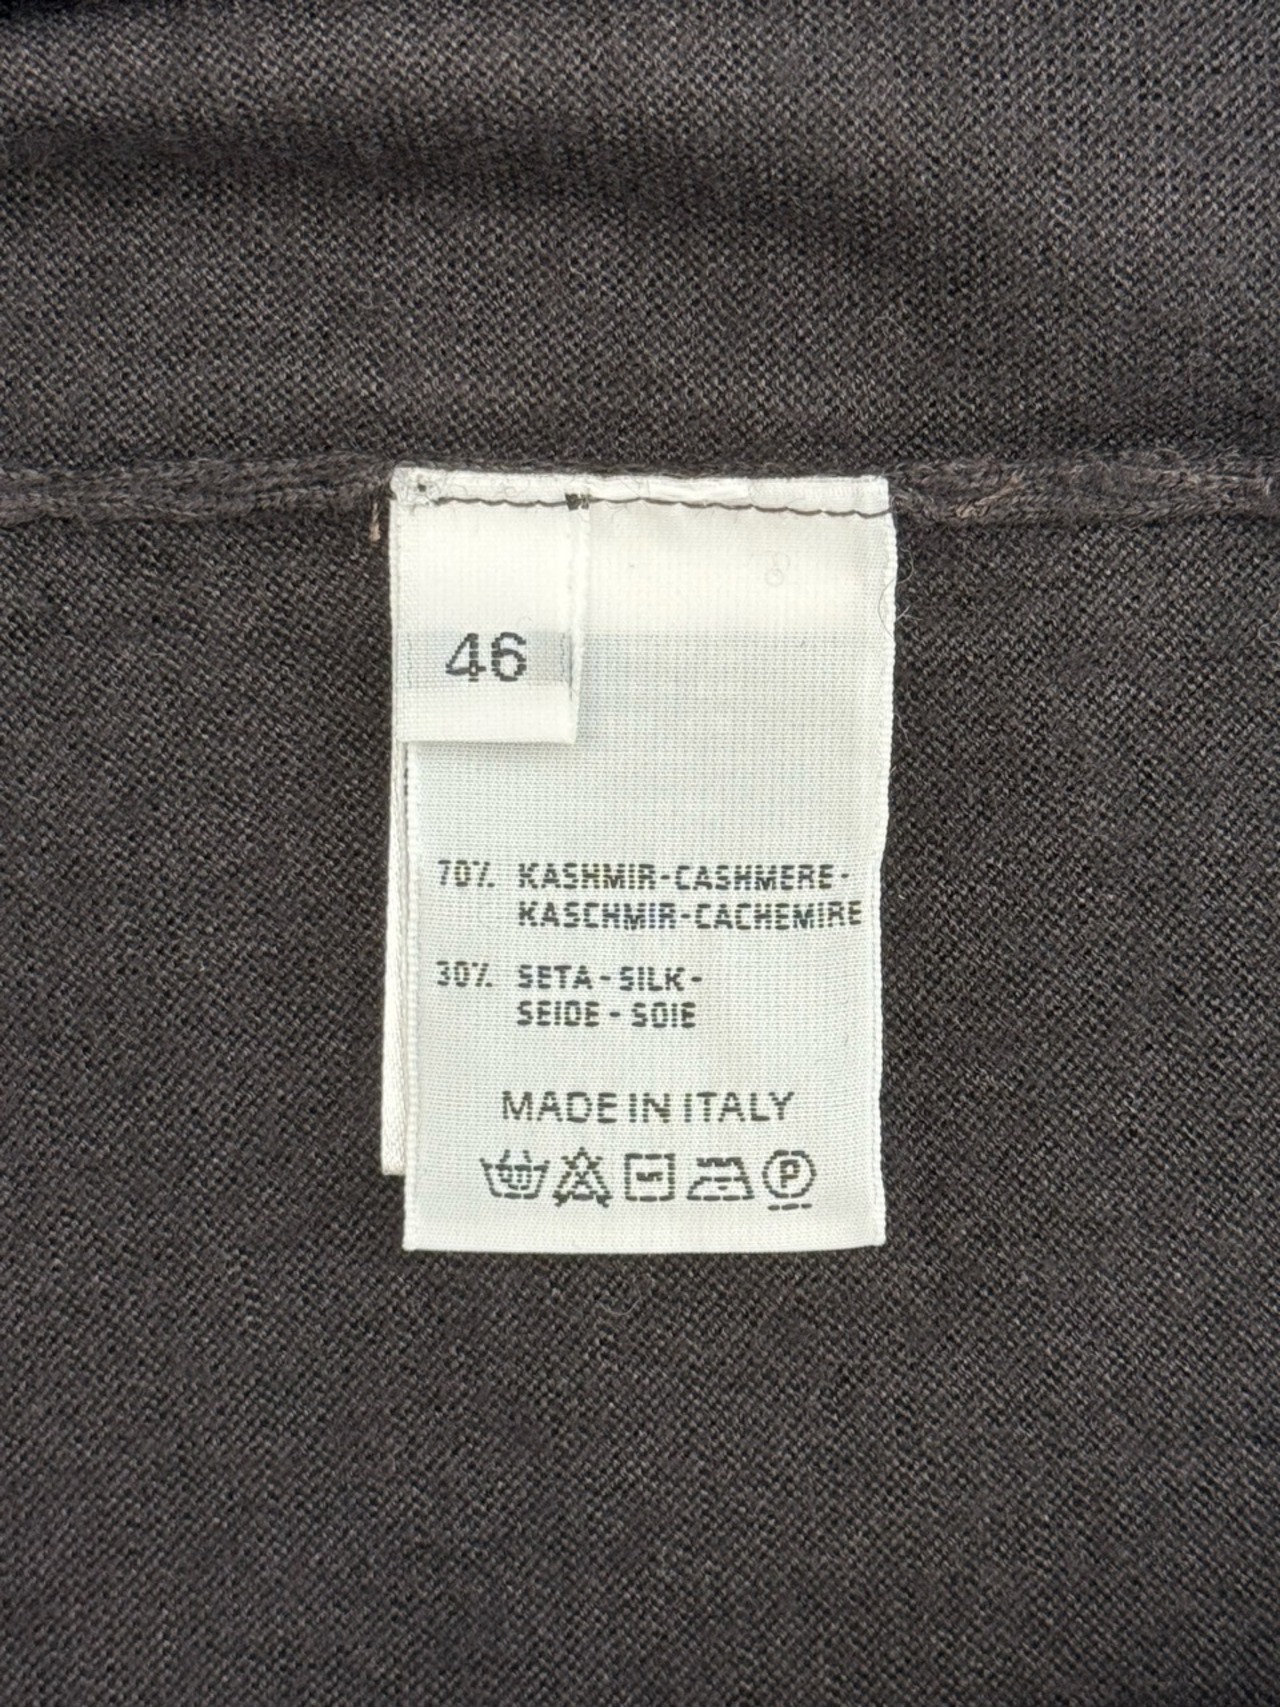 46
70% KASHMIR-CASHMERE-
KASCHMIR-CACHEMIRE
30% SETA-SILK-
SEIDE-SOIE
MADE IN ITALY
P